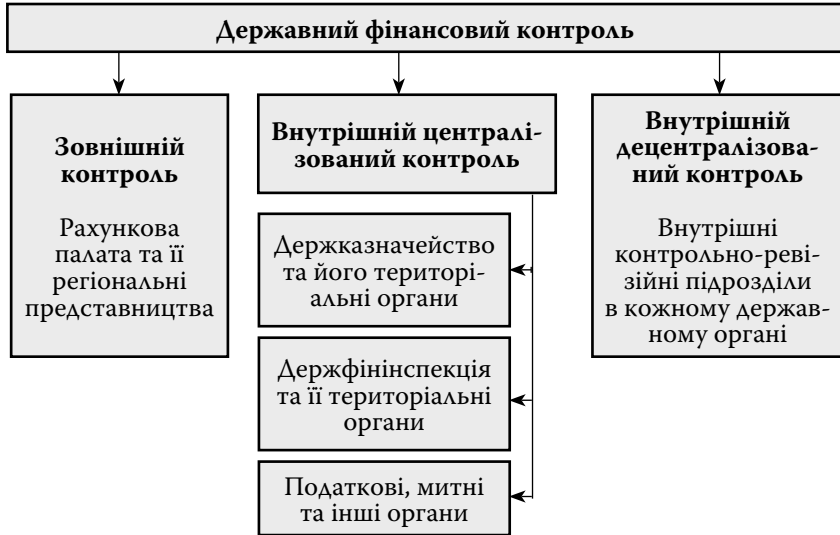 Державний фінансовий контроль
Зовнішній
контроль
Рахункова
палата та її
регіональні
представництва
Внутрішній централі-
зований контроль
Держказначейство
та його територі-
альні органи
Держфінінспекція
та її територіальні
органи
Податкові, митні
та інші органи
Внутрішній
децентралізова-
ний контроль
Внутрішні
контрольно-реві-
зійні підрозділи
в кожному держав-
ному органі